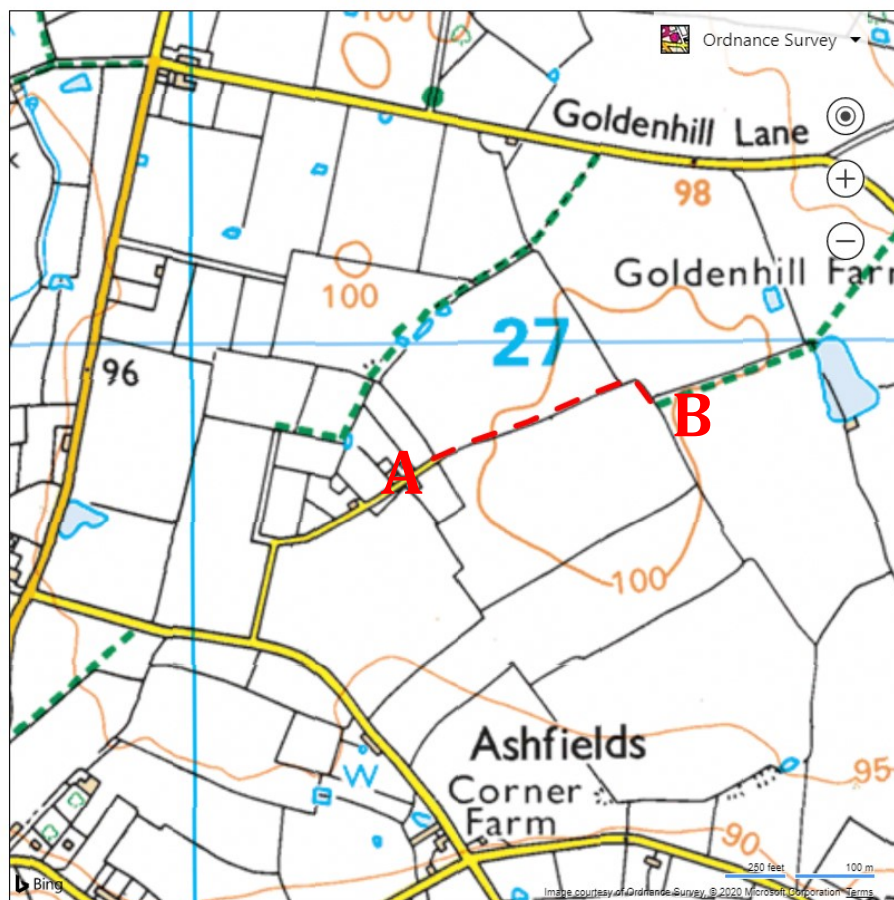 100
Ordnance Survey
Goldenhill Lane
98
Goldenhill Farm
100
27
96
A
B
100
Ashfields
W
Corner
Farm
95
90
250 feet
100 m
Bing
Image courtesy of Ordnance Survey, © 2020 Microsoft Corporation Terms